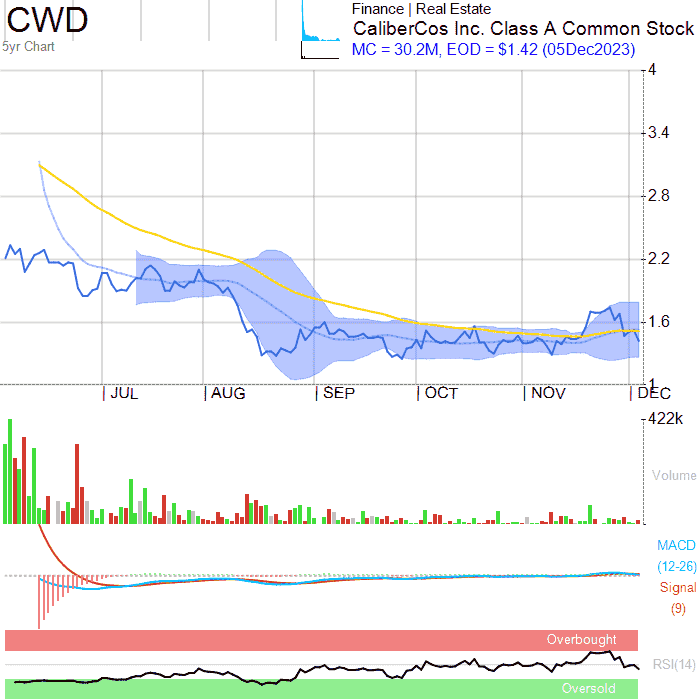 CWD
5yr Chart
Finance | Real Estate
CaliberCos Inc. Class A Common Stock
MC = 30.2M, EOD = $1.42 (05Dec2023)
4
3.4
2.8
2.2
1.6
1
JUL
AUG
SEP
OCT
NOV
DEC
422k
Volume
MACD
(12-26)
Signal
(9)
Overbought
RSI(14)
Oversold